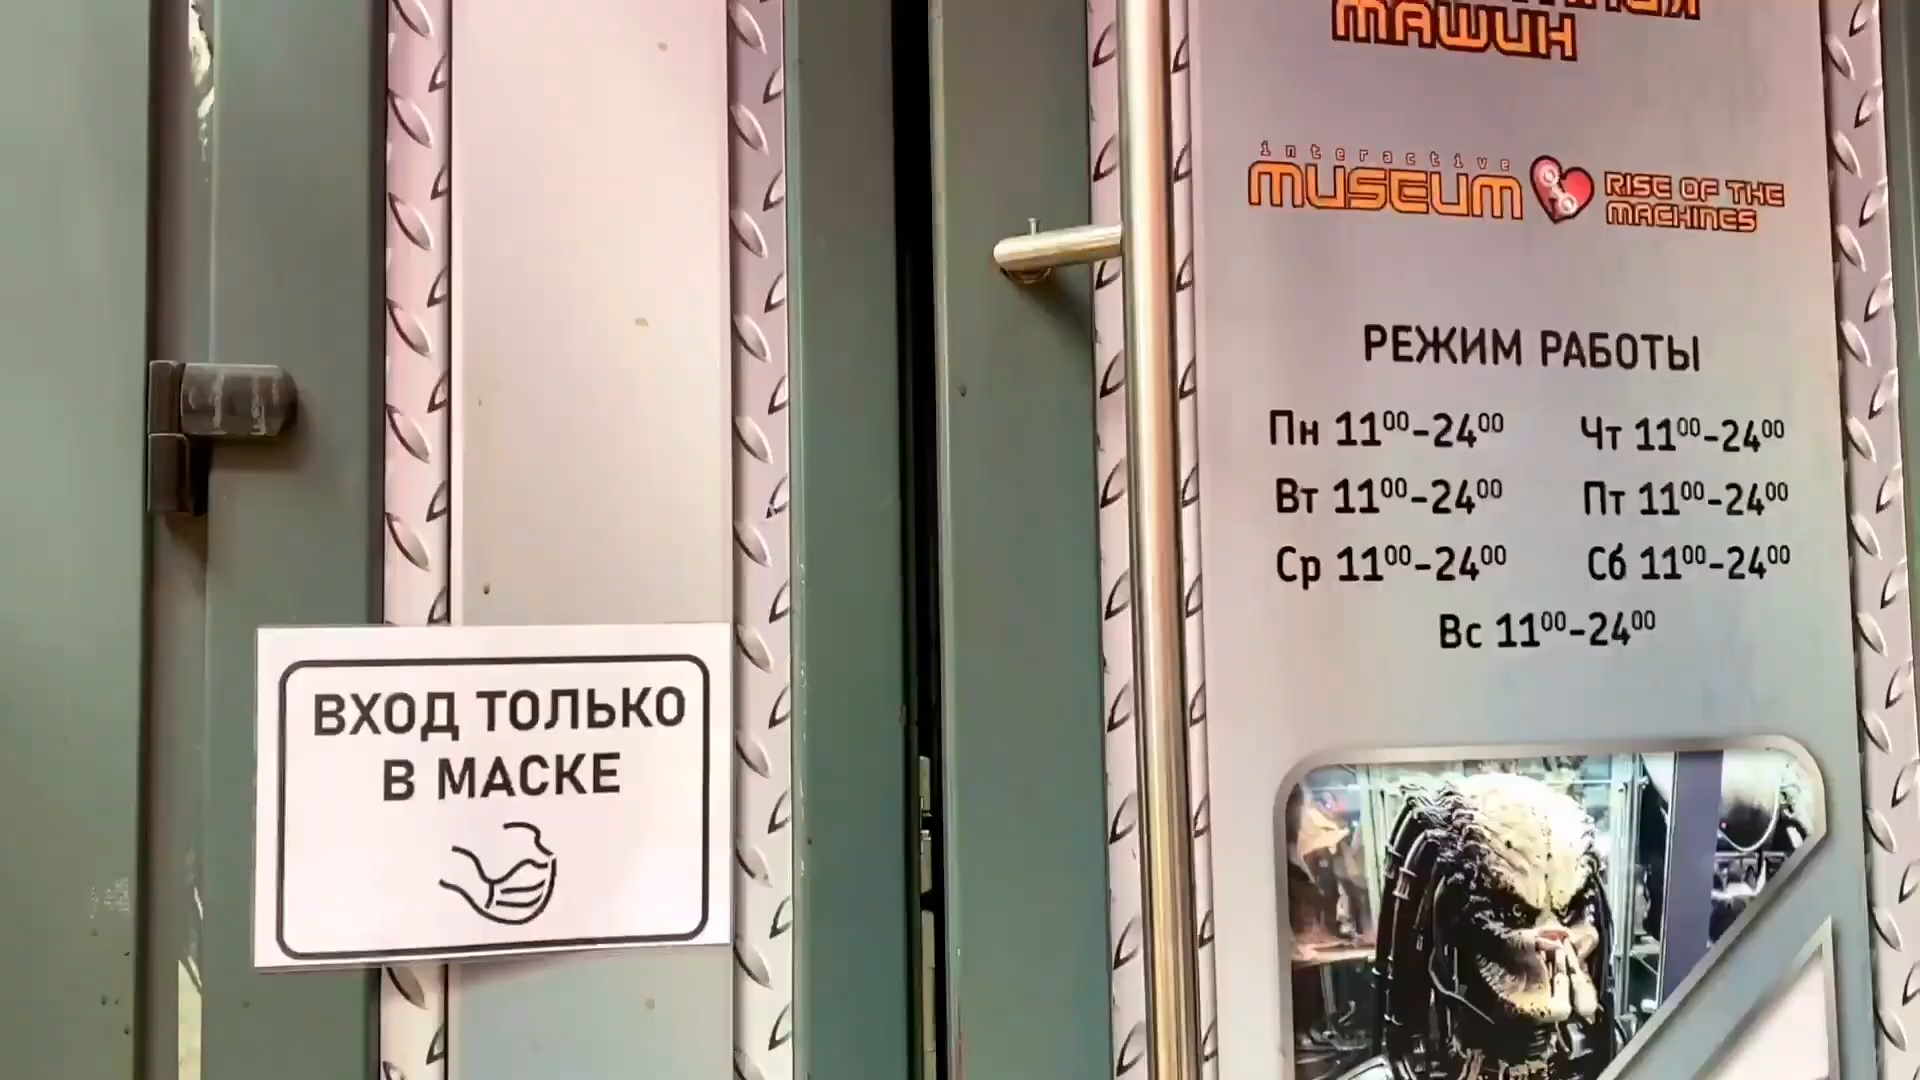 МАШИН
interactive
MUSEUM RISE OF THE
MACHINES
РЕЖИМ РАБОТЫ
Пн 11⁰⁰-24⁰⁰ Чт 11⁰⁰-24⁰⁰
Вт 11⁰⁰-24⁰⁰ Пт 11⁰⁰-24⁰⁰
Ср 11⁰⁰-24⁰⁰ Сб 11⁰⁰-24⁰⁰
Вс 11⁰⁰-24⁰⁰
ВХОД ТОЛЬКО
В МАСКЕ